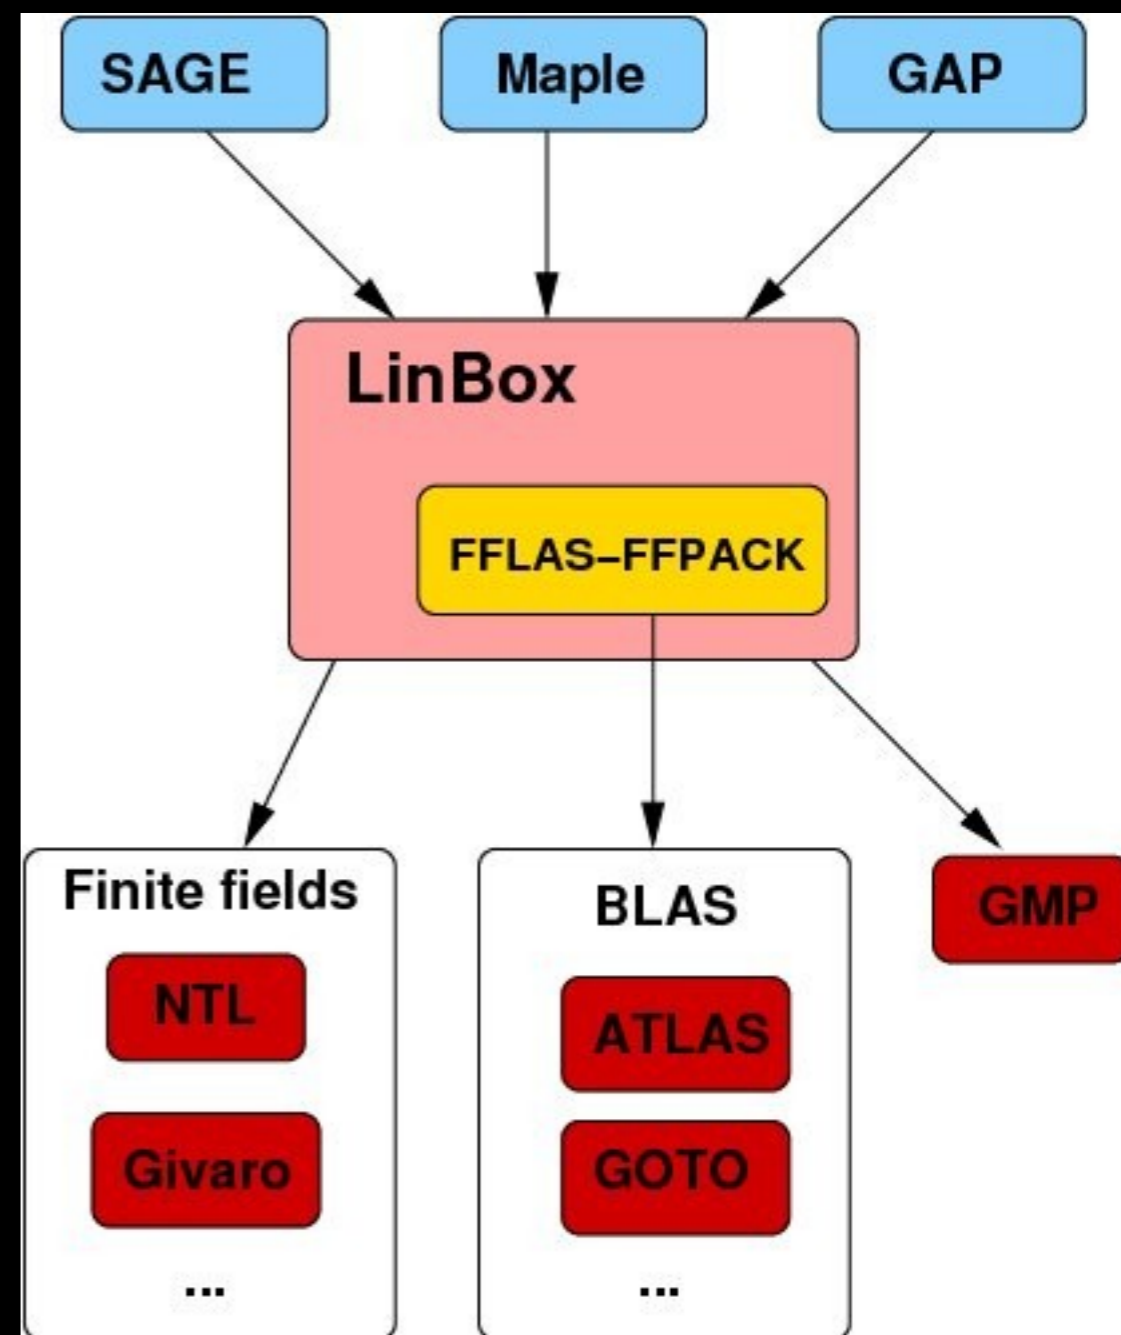 SAGE
Maple
GAP
LinBox
FFLAS–FFPACK
Finite fields
NTL
Givaro
...
BLAS
ATLAS
GOTO
...
GMP